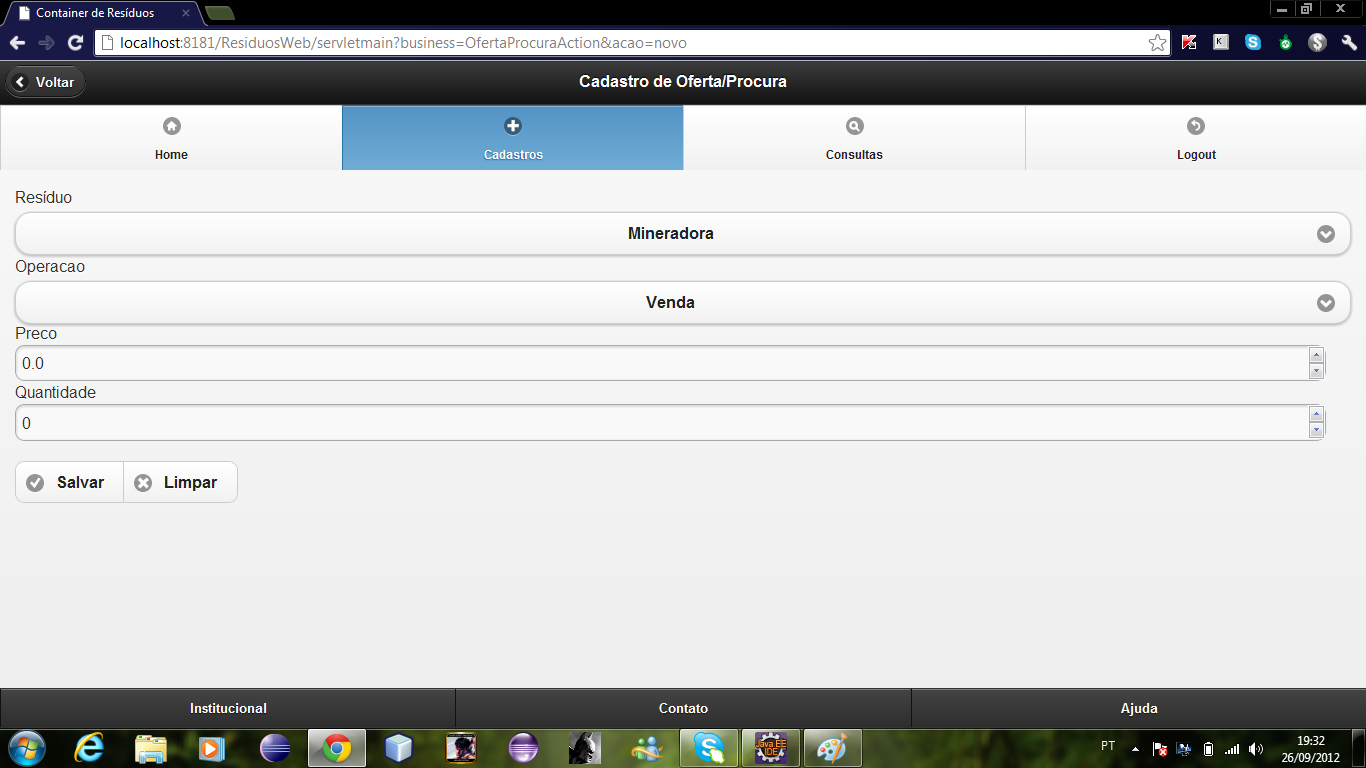 Container de Resíduos
localhost:8181/ResiduosWeb/servletmain?business=OfertaProcuraAction&acao=novo
Voltar
Cadastro de Oferta/Procura
Home
Cadastros
Consultas
Logout
Resíduo
Mineradora
Operacao
Venda
Preco
0.0
Quantidade
0
Salvar
Limpar
Institucional
Contato
Ajuda
Java EE
IDE
PT
19:32
26/09/2012